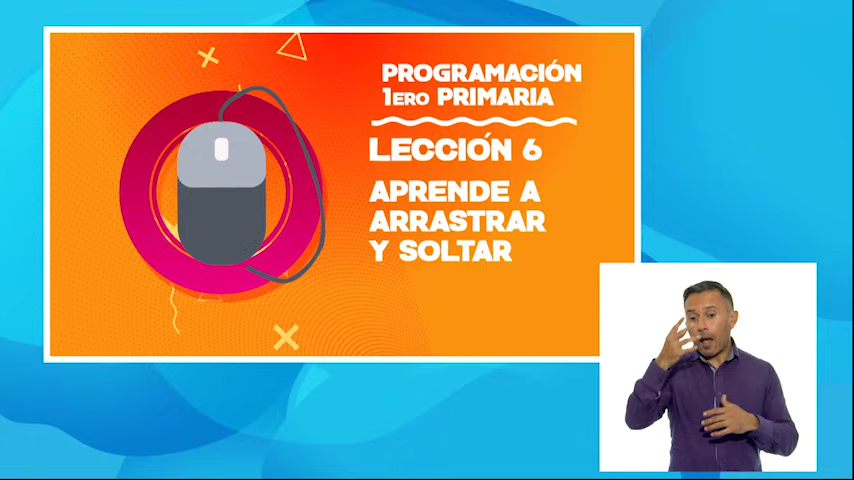 PROGRAMACIÓN
1ERO PRIMARIA
LECCIÓN 6
APRENDE A
ARRASTRAR
Y SOLTAR